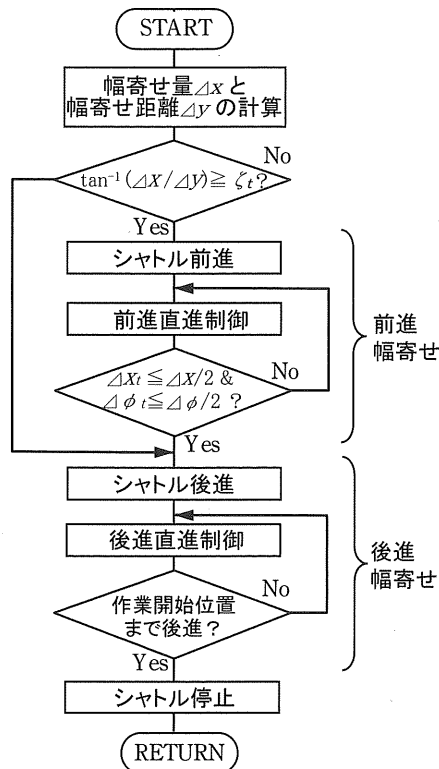 START
幅寄せ量⊿xと
幅寄せ距離⊿yの計算
No
tan⁻¹(⊿X/⊿y)≧ζt?
Yes
シャトル前進
前進直進制御
前進
幅寄せ
No
⊿Xt≦⊿X/2 &
⊿φt≦⊿φ/2 ?
Yes
シャトル後進
後進直進制御
後進
幅寄せ
No
作業開始位置
まで後進?
Yes
シャトル停止
RETURN